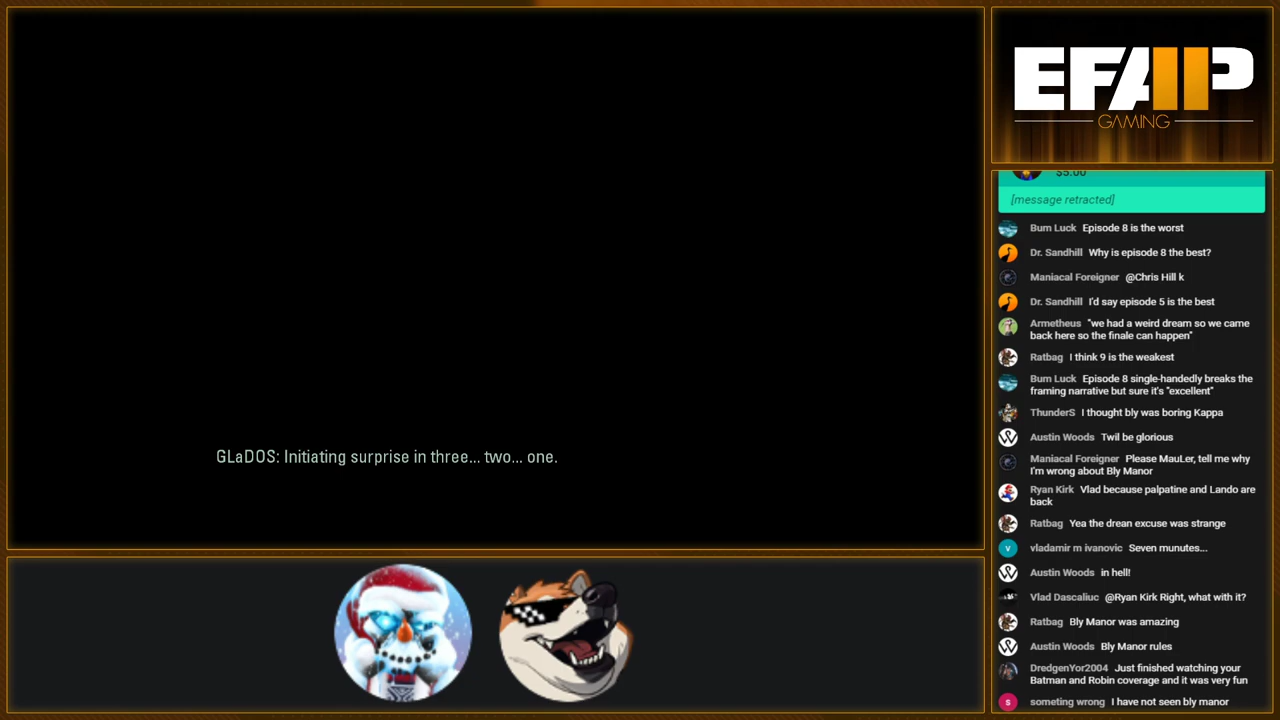 GLaDOS: Initiating surprise in three... two... one.
EFAP
GAMING
$5.00
[message retracted]
Bum Luck Episode 8 is the worst
Dr. Sandhill Why is episode 8 the best?
Maniacal Foreigner @Chris Hill k
Dr. Sandhill I'd say episode 5 is the best
Armetheus "we had a weird dream so we came
back here so the finale can happen"
Ratbag I think 9 is the weakest
Bum Luck Episode 8 single-handedly breaks the
framing narrative but sure it's "excellent"
ThunderS I thought bly was boring Kappa
Austin Woods Twil be glorious
Maniacal Foreigner Please MauLer, tell me why
I'm wrong about Bly Manor
Ryan Kirk Vlad because palpatine and Lando are
back
Ratbag Yea the drean excuse was strange
V vladamir m ivanovic Seven munutes...
Austin Woods in hell!
Vlad Dascaliuc @Ryan Kirk Right, what with it?
Ratbag Bly Manor was amazing
Austin Woods Bly Manor rules
DredgenYor2004 Just finished watching your
Batman and Robin coverage and it was very fun
S someting wrong I have not seen bly manor